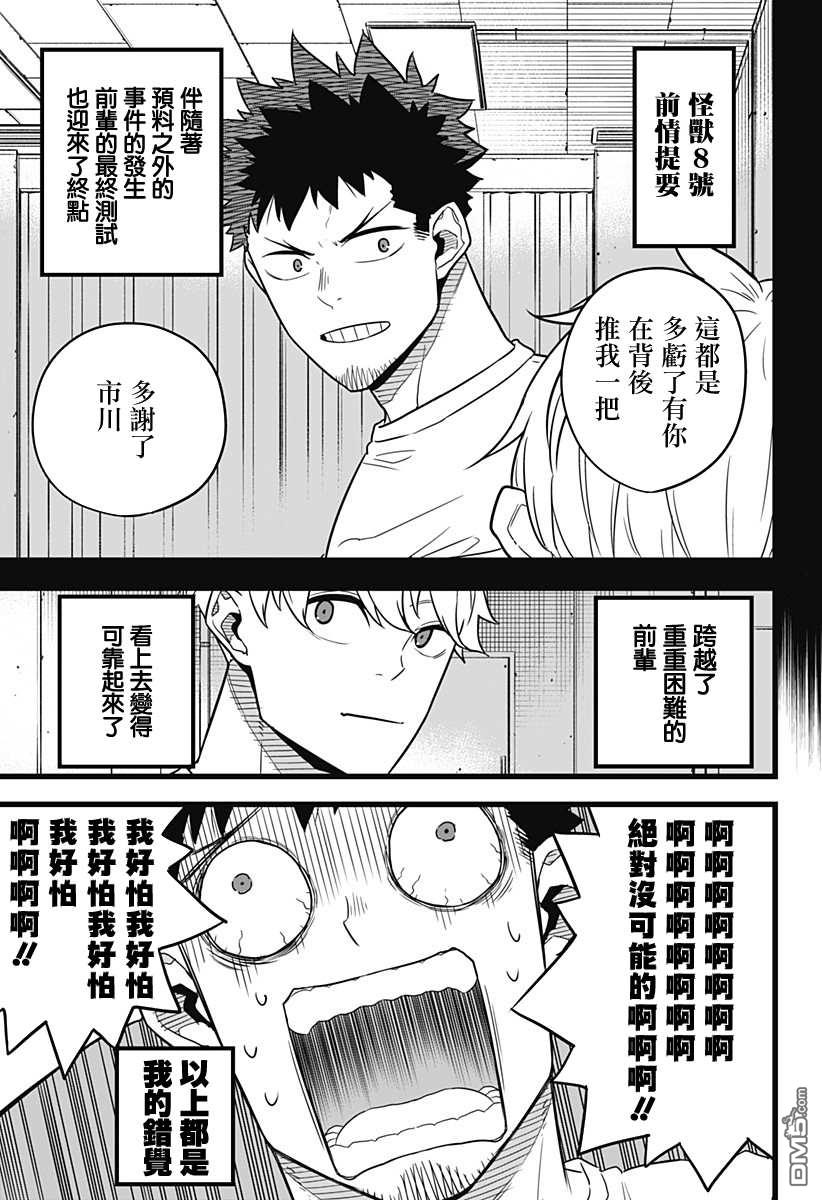 怪獸8號
前情提要
這都是
多虧了有你
在背後
推我一把
伴隨著
預料之外的
事件的發生
前輩的最終測試
也迎來了終點
多謝了
市川
跨越了
重重困難的
前輩
看上去變得
可靠起來了
啊啊啊啊啊啊啊啊
啊啊啊啊啊啊啊啊
絕對沒可能的啊啊啊!!
我好怕我好怕
我好怕我好怕
我好怕
啊啊啊啊!!
以上都是
我的錯覺
DM5.com